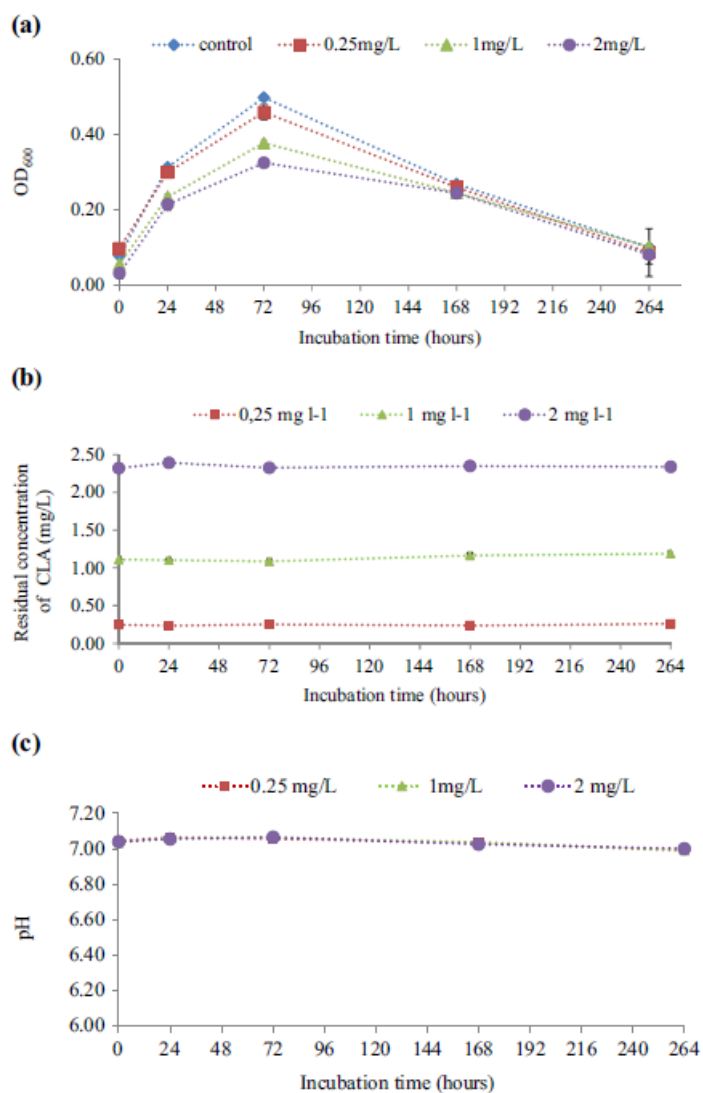 (a)
control 0.25mg/L 1mg/L 2mg/L
0.60
0.40
0.20
0.00
OD600
0 24 48 72 96 120 144 168 192 216 240 264
Incubation time (hours)
(b)
0,25 mg l-1 1 mg l-1 2 mg l-1
2.50
2.00
1.50
1.00
0.50
0.00
Residual concentration
of CLA (mg/L)
0 24 48 72 96 120 144 168 192 216 240 264
Incubation time (hours)
(c)
0.25 mg/L 1mg/L 2 mg/L
7.20
7.00
6.80
6.60
6.40
6.20
6.00
pH
0 24 48 72 96 120 144 168 192 216 240 264
Incubation time (hours)